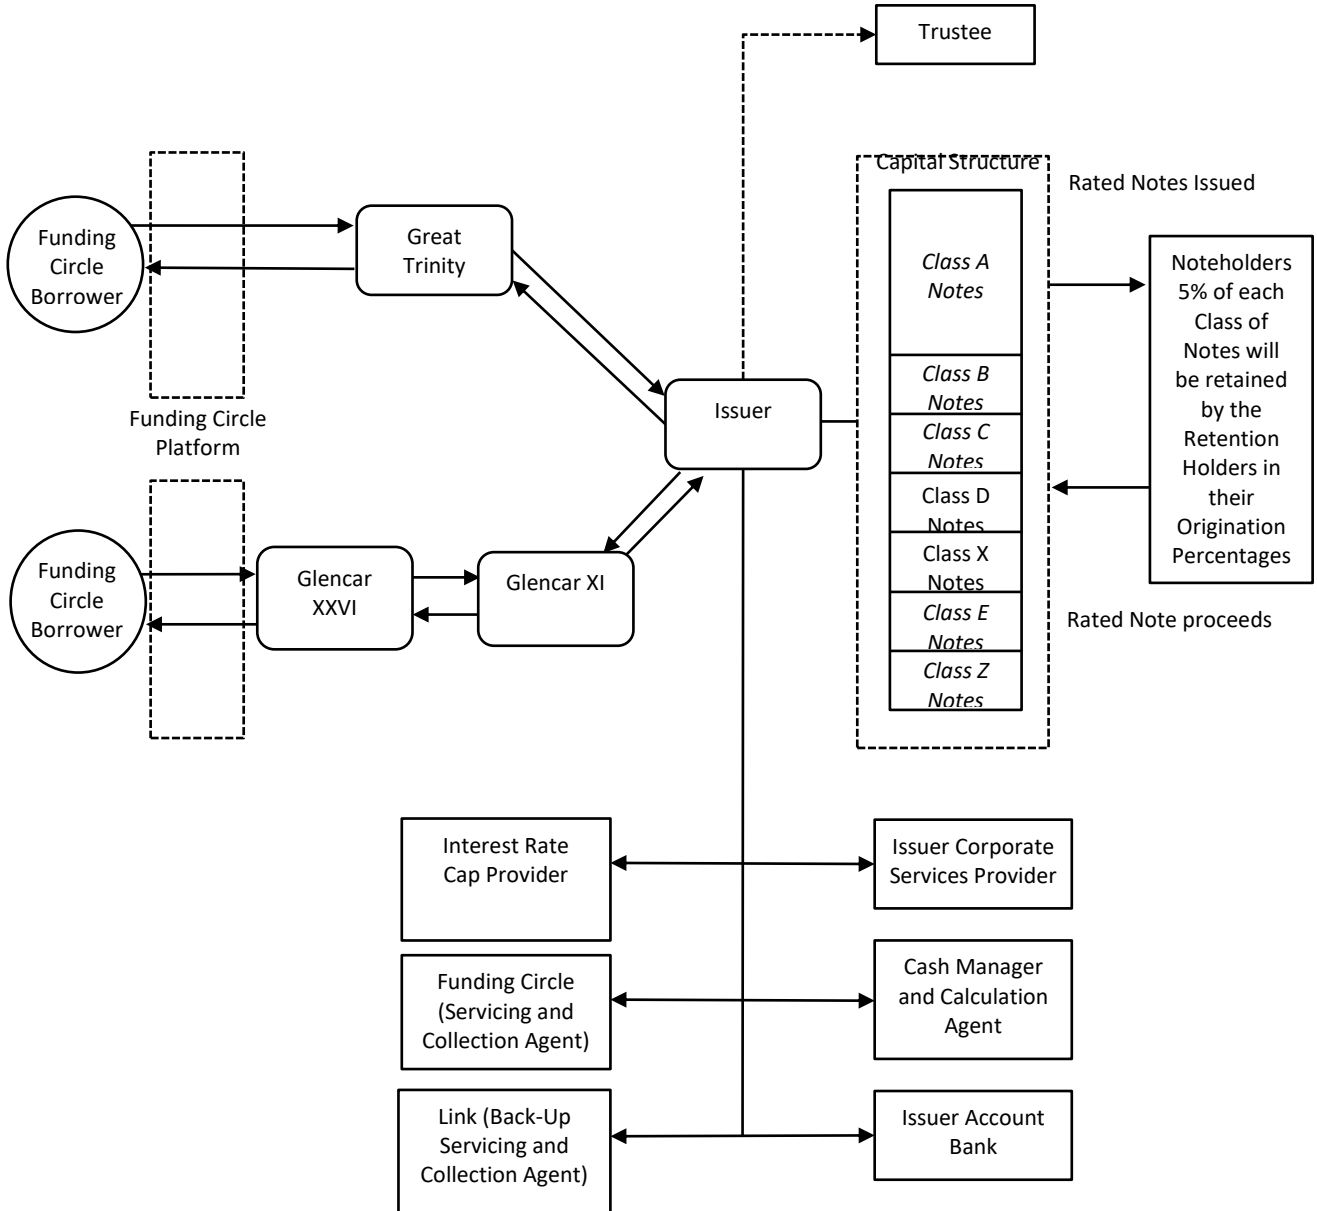 Trustee
Capital Structure
Rated Notes Issued
Funding
Circle
Borrower
Great
Trinity
Class A
Notes
Noteholders
5% of each
Class of
Notes will
be retained
by the
Retention
Holders in
their
Origination
Percentages
Funding Circle
Platform
Issuer
Class B
Notes
Class C
Notes
Class D
Notes
Class X
Notes
Class E
Notes
Class Z
Notes
Rated Note proceeds
Funding
Circle
Borrower
Glencar
XXVI
Glencar XI
Interest Rate
Cap Provider
Issuer Corporate
Services Provider
Funding Circle
(Servicing and
Collection Agent)
Cash Manager
and Calculation
Agent
Link (Back-Up
Servicing and
Collection Agent)
Issuer Account
Bank